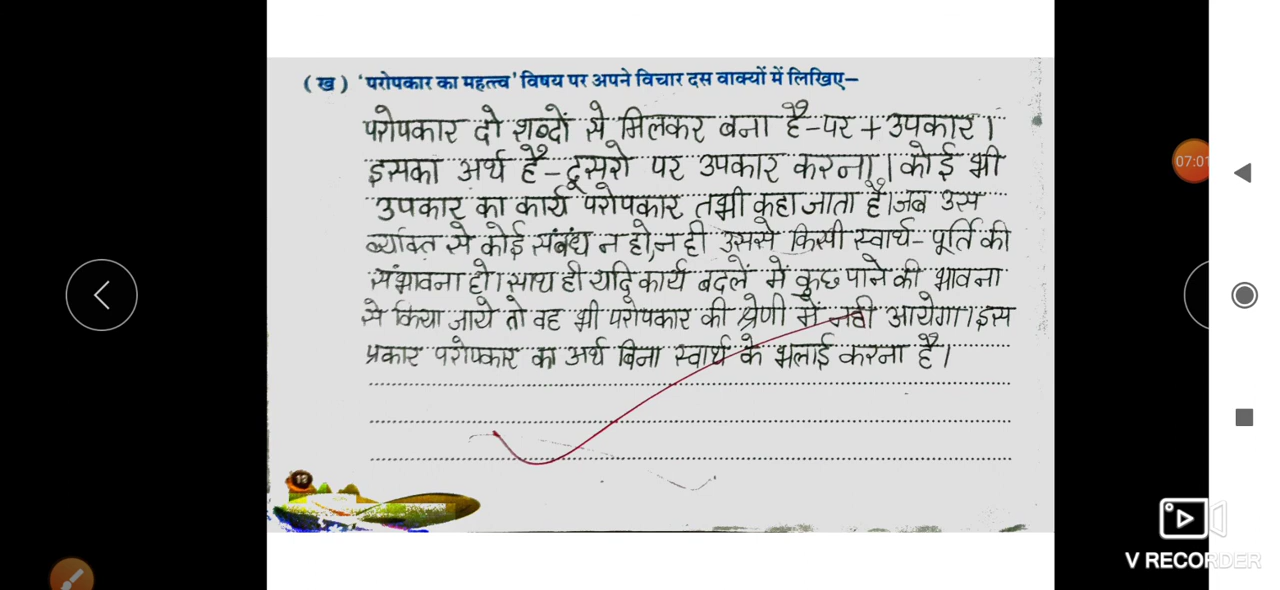 (ख) 'परोपकार का महत्त्व' विषय पर अपने विचार दस वाक्यों में लिखिए–
परोपकार दो शब्दों से मिलकर बना है–पर + उपकार।
इसका अर्थ है–दूसरो पर उपकार करना। कोई भी
उपकार का कार्य परोपकार तभी कहा जाता है।जब उस
व्यक्ति से कोई संबंध न हो,न ही उससे किसी स्वार्थ-पूर्ति की
संभावना हो। साथ ही यदि कार्य बदलें में कुछ पाने की भावना
से किया जाये तो वह भी परोपकार की श्रेणी में नही आयेगा। इस
प्रकार परोपकार का अर्थ बिना स्वार्थ के भलाई करना है।
07:01
12
V RECORDER